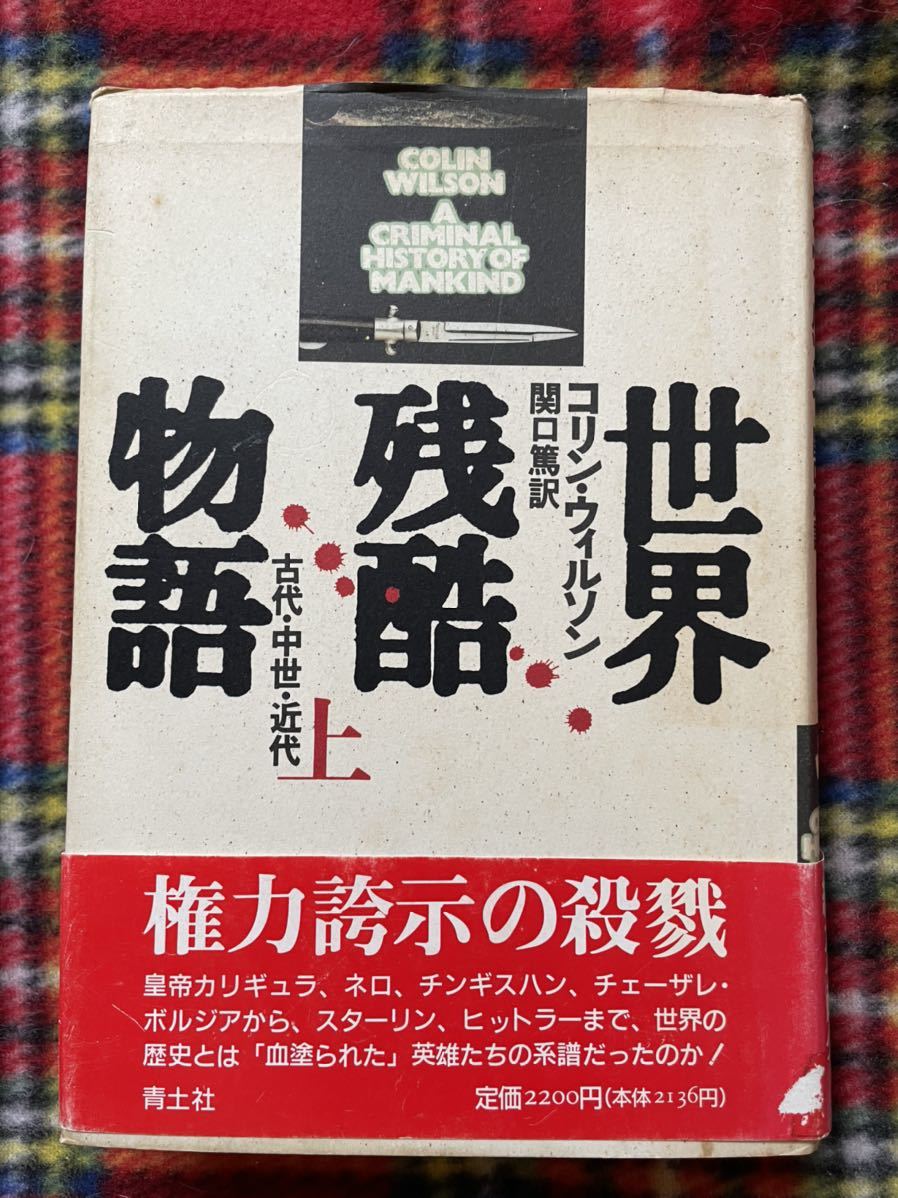 COLIN
WILSON
A
CRIMINAL
HISTORY OF
MANKIND
世界
残酷
物語
コリン・ウィルソン
関口篤訳
古代・中世・近代
上
権力誇示の殺戮
皇帝カリギュラ、ネロ、チンギスハン、チェーザレ・
ボルジアから、スターリン、ヒットラーまで、世界の
歴史とは「血塗られた」英雄たちの系譜だったのか!
青土社
定価2200円(本体2136円)